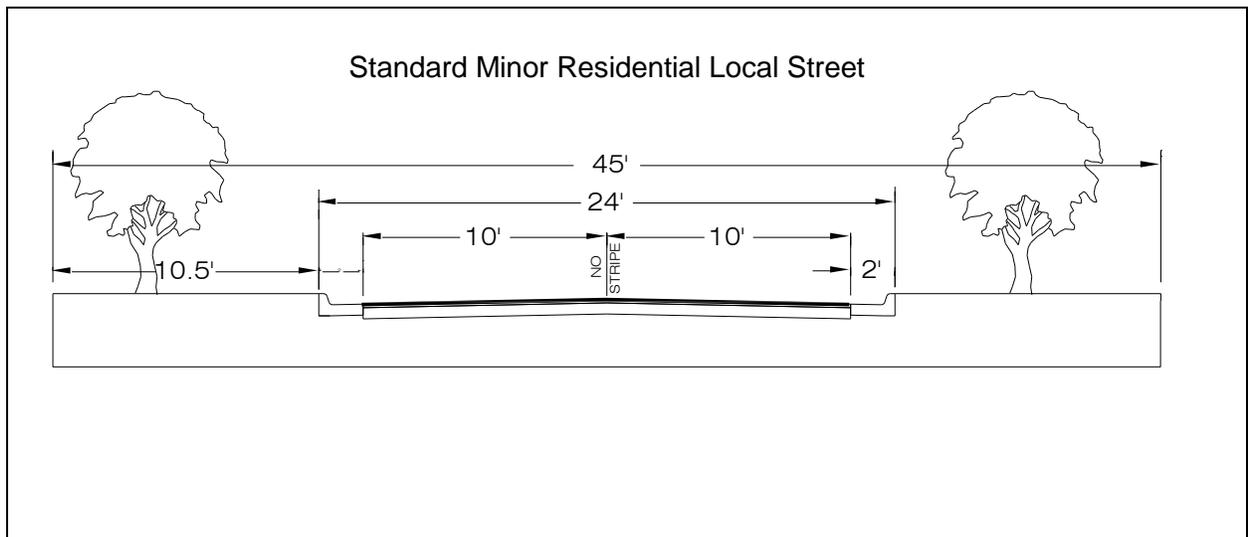 Standard Minor Residential Local Street
45'
24'
10' 10'
10.5' NO STRIPE 2'